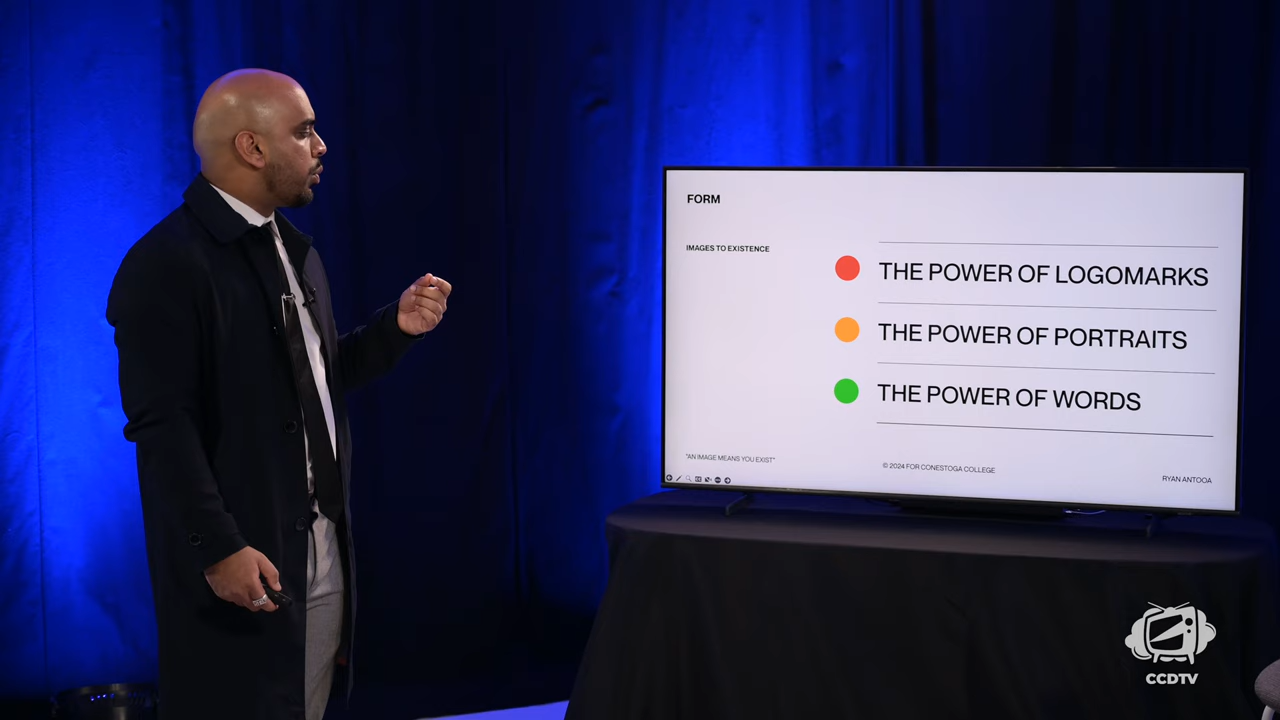 FORM
IMAGES TO EXISTENCE
THE POWER OF LOGOMARKS
THE POWER OF PORTRAITS
THE POWER OF WORDS
"AN IMAGE MEANS YOU EXIST"
© 2024 FOR CONESTOGA COLLEGE
RYAN ANTOOA
CCDTV